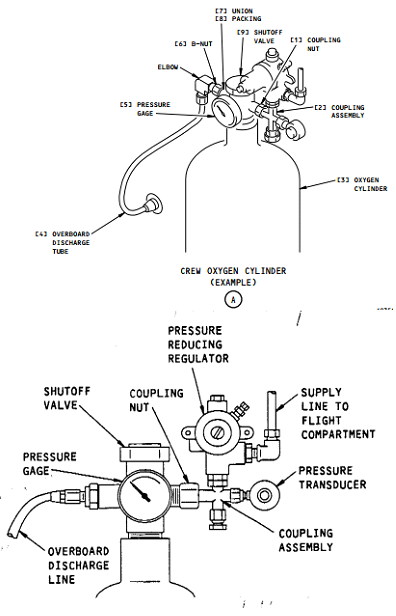 [7] UNION
[8] PACKING
[9] SHUTOFF
VALVE
[1] COUPLING
NUT
[6] B-NUT
ELBOW
[5] PRESSURE
GAGE
[2] COUPLING
ASSEMBLY
[3] OXYGEN
CYLINDER
[4] OVERBOARD
DISCHARGE
TUBE
CREW OXYGEN CYLINDER
(EXAMPLE)
A
PRESSURE
REDUCING
REGULATOR
SHUTOFF
VALVE
COUPLING
NUT
SUPPLY
LINE TO
FLIGHT
COMPARTMENT
PRESSURE
GAGE
PRESSURE
TRANSDUCER
OVERBOARD
DISCHARGE
LINE
COUPLING
ASSEMBLY